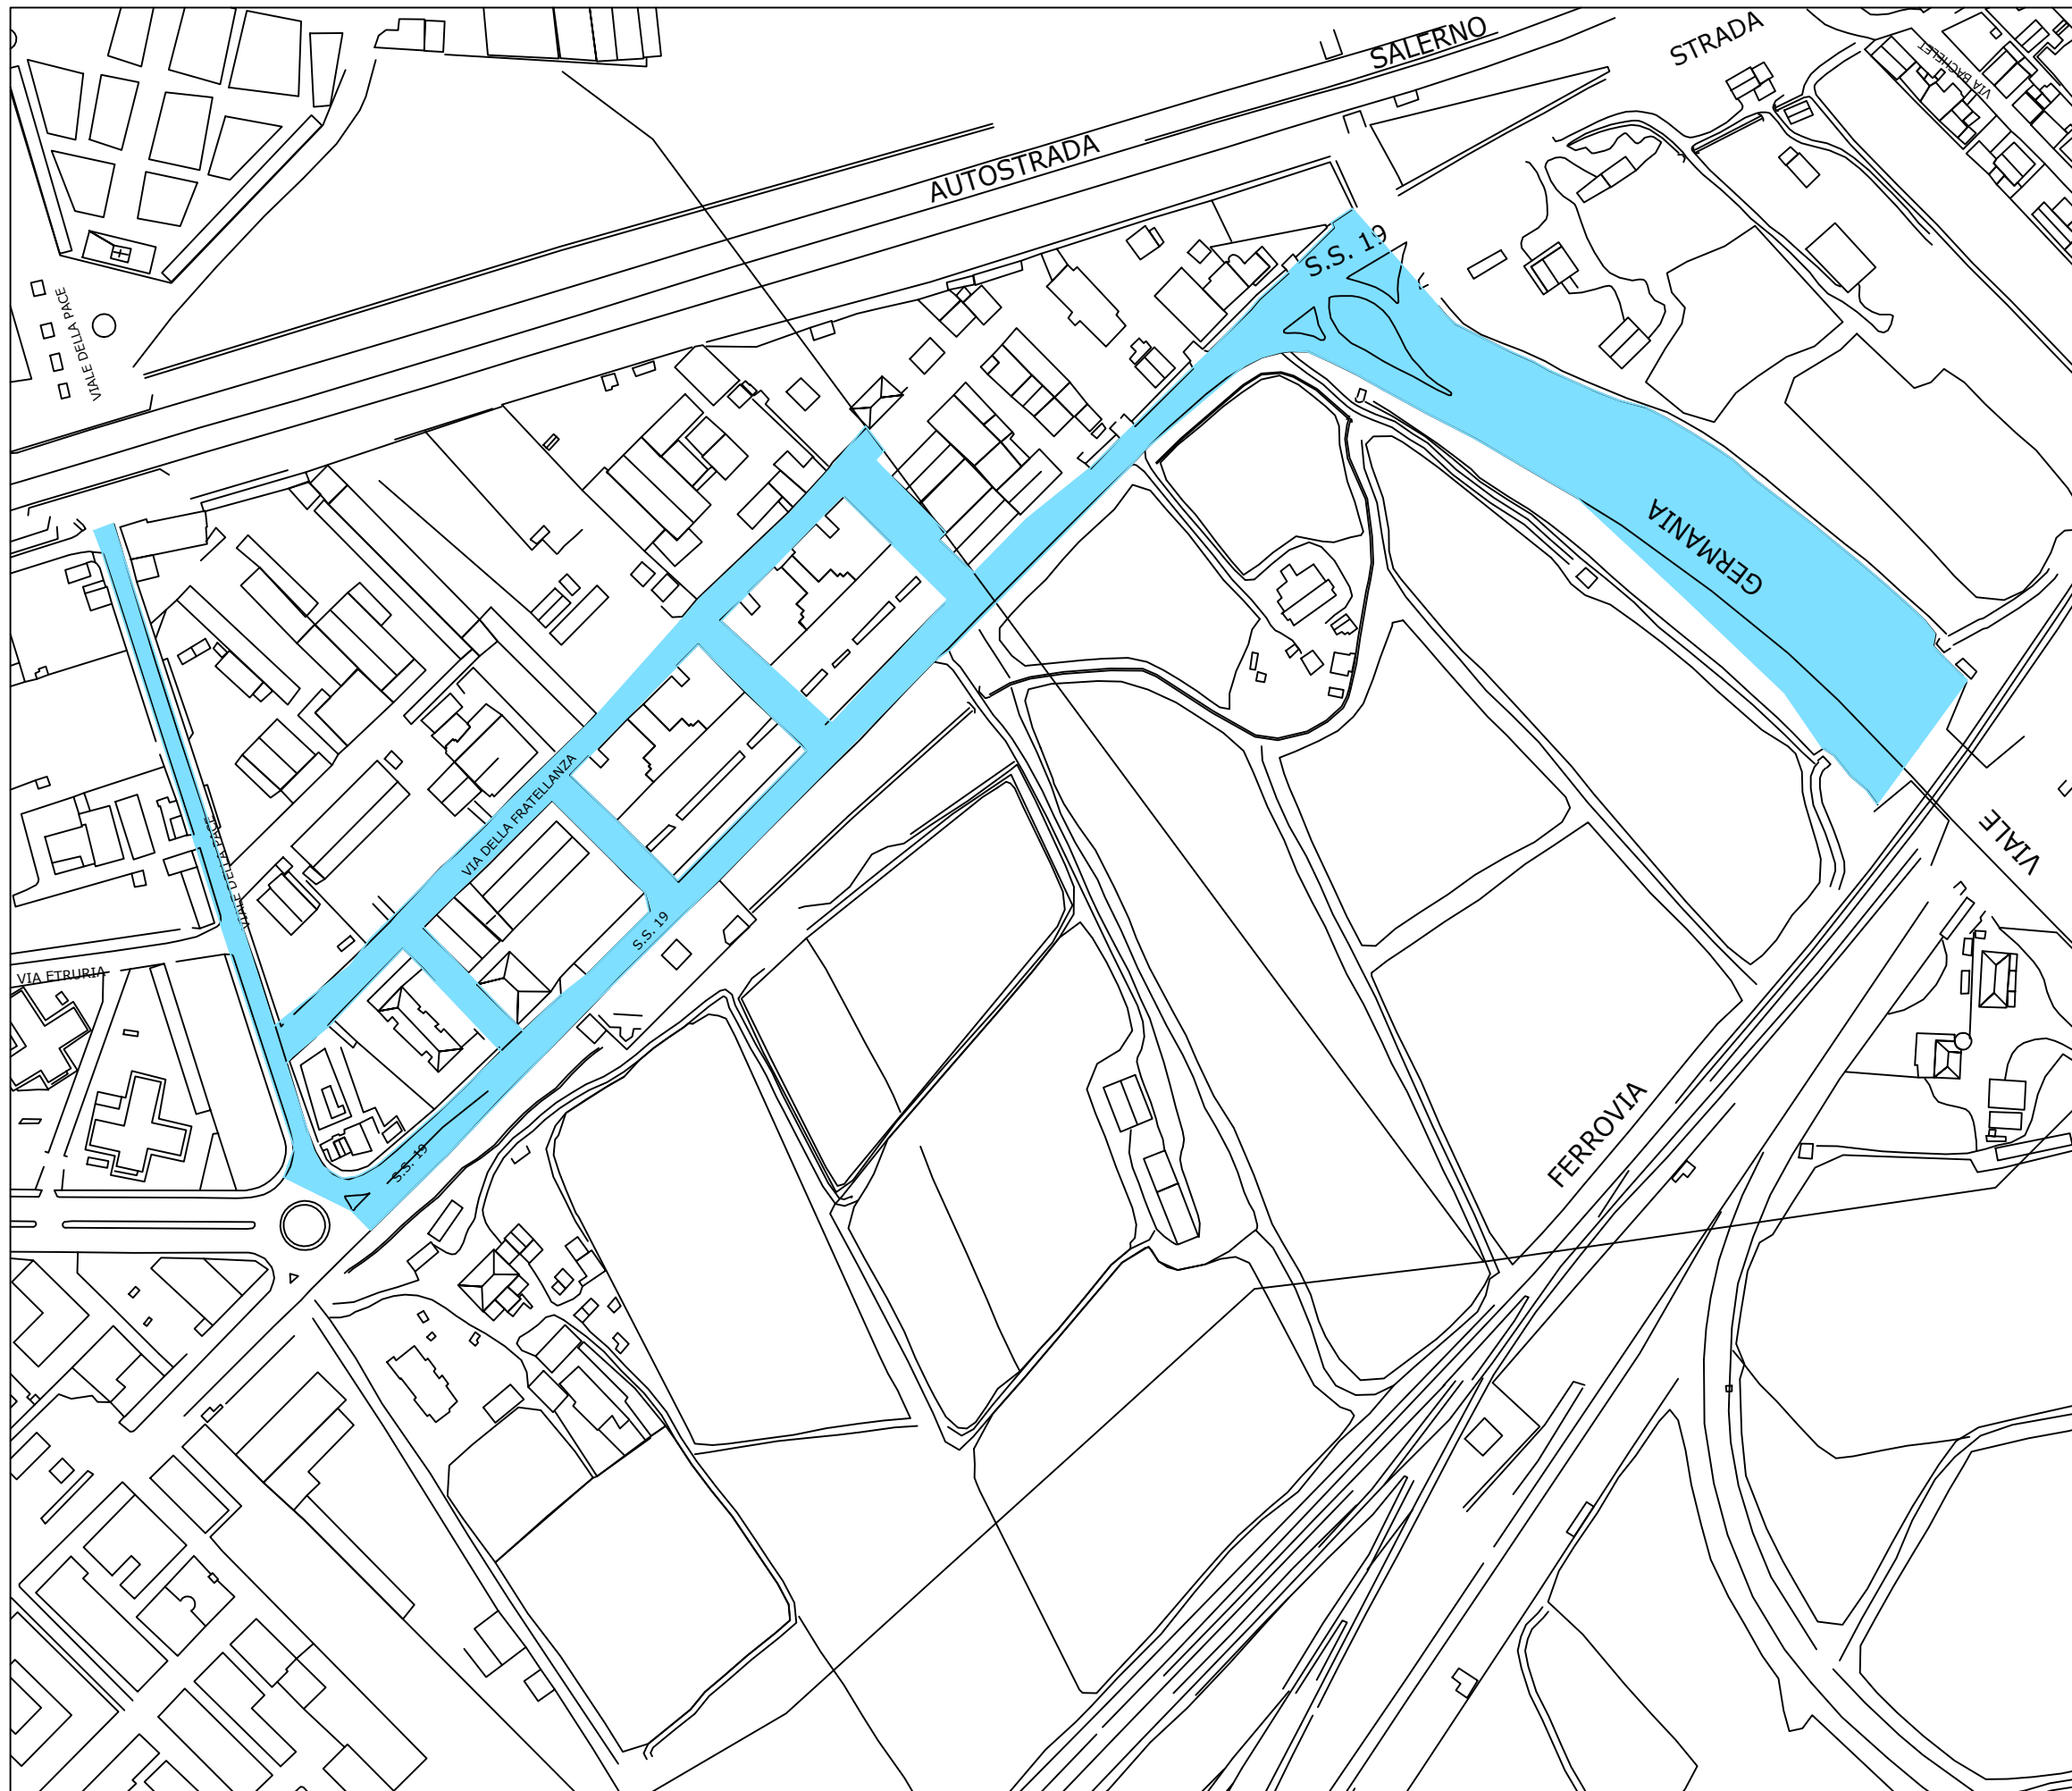 SALERNO
STRADA
VIA BACHELET
AUTOSTRADA
S.S. 19
VIALE DELLA PACE
GERMANIA
VIA DELLA FRATELLANZA
VIALE DELLA PACE
VIALE
S.S. 19
VIA ETRURIA
FERROVIA
S.S. 19